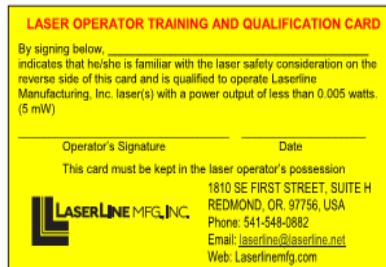 LASER OPERATOR TRAINING AND QUALIFICATION CARD
By signing below, ________________________________
indicates that he/she is familiar with the laser safety consideration on the
reverse side of this card and is qualified to operate Laserline
Manufacturing, Inc. laser(s) with a power output of less than 0.005 watts.
(5 mW)
Operator's Signature Date
This card must be kept in the laser operator's possession
LASERLINE MFG, INC.
1810 SE FIRST STREET, SUITE H
REDMOND, OR. 97756, USA
Phone: 541-548-0882
Email: laserline@laserline.net
Web: Laserlinemfg.com